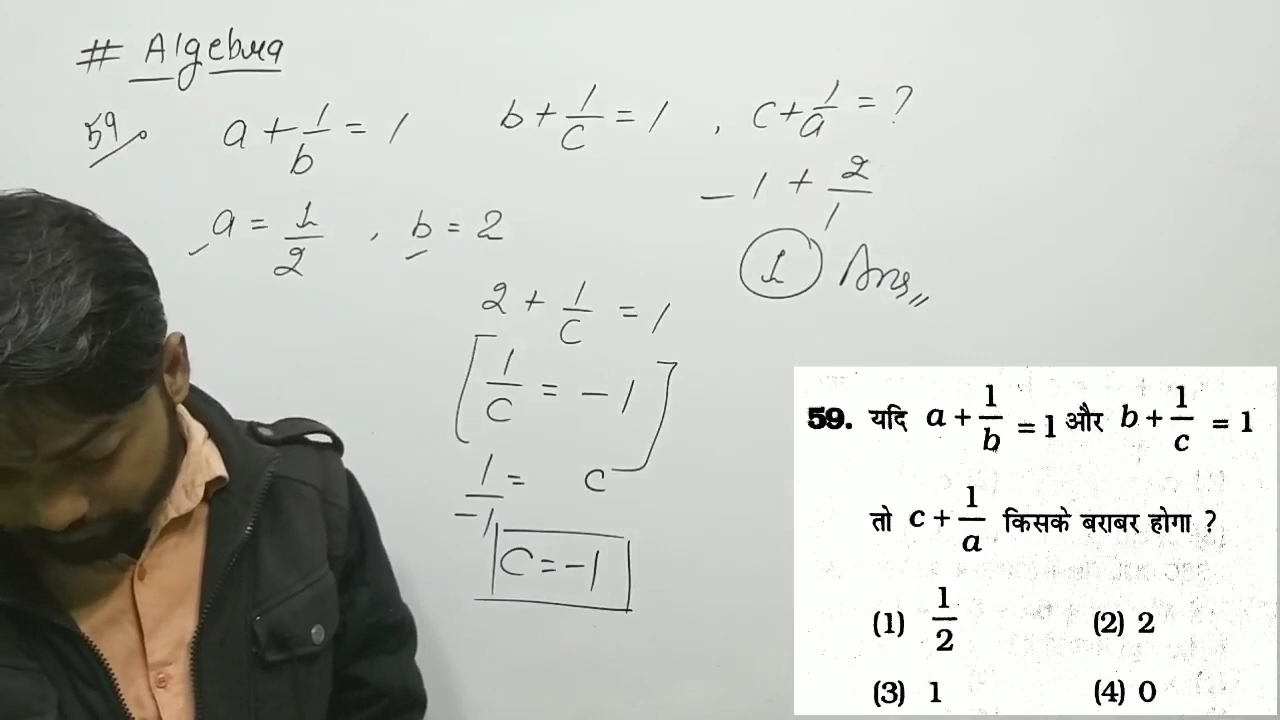 # Algebra
59. a + 1/b = 1 b + 1/c = 1 , c + 1/a = ?
- 1 + 2/1
a = 1/2 , b = 2
1 Ans,,
2 + 1/c = 1
[ 1/c = - 1 ]
1/-1 = c
c = - 1
59. यदि a + 1/b = 1 और b + 1/c = 1
तो c + 1/a किसके बराबर होगा ?
(1) 1/2 (2) 2
(3) 1 (4) 0